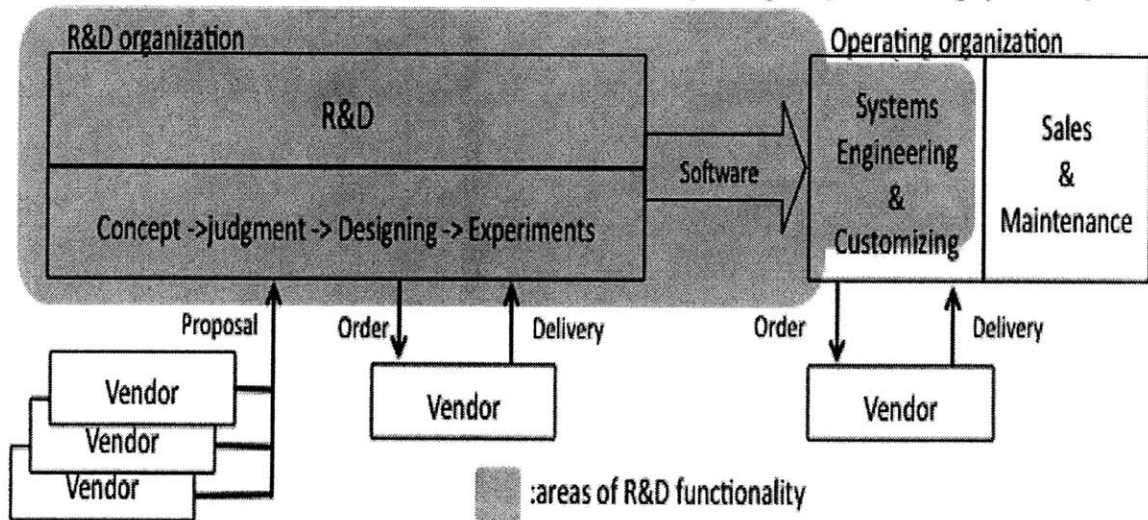 R&D organization
Operating organization
R&D
Systems
Engineering
&
Customizing
Sales
&
Maintenance
Software
Concept ->judgment -> Designing -> Experiments
Proposal
Order
Delivery
Order
Delivery
Vendor
Vendor
Vendor
Vendor
Vendor
:areas of R&D functionality